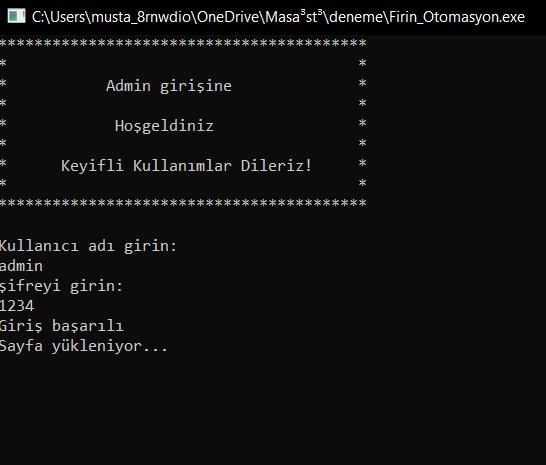 C:\Users\musta_8rnwdio\OneDrive\Masa³st³\deneme\Firin_Otomasyon.exe
*****************************************
* *
* Admin girişine *
* *
* Hoşgeldiniz *
* *
* Keyifli Kullanımlar Dileriz! *
* *
*****************************************
Kullanıcı adı girin:
admin
şifreyi girin:
1234
Giriş başarılı
Sayfa yükleniyor...